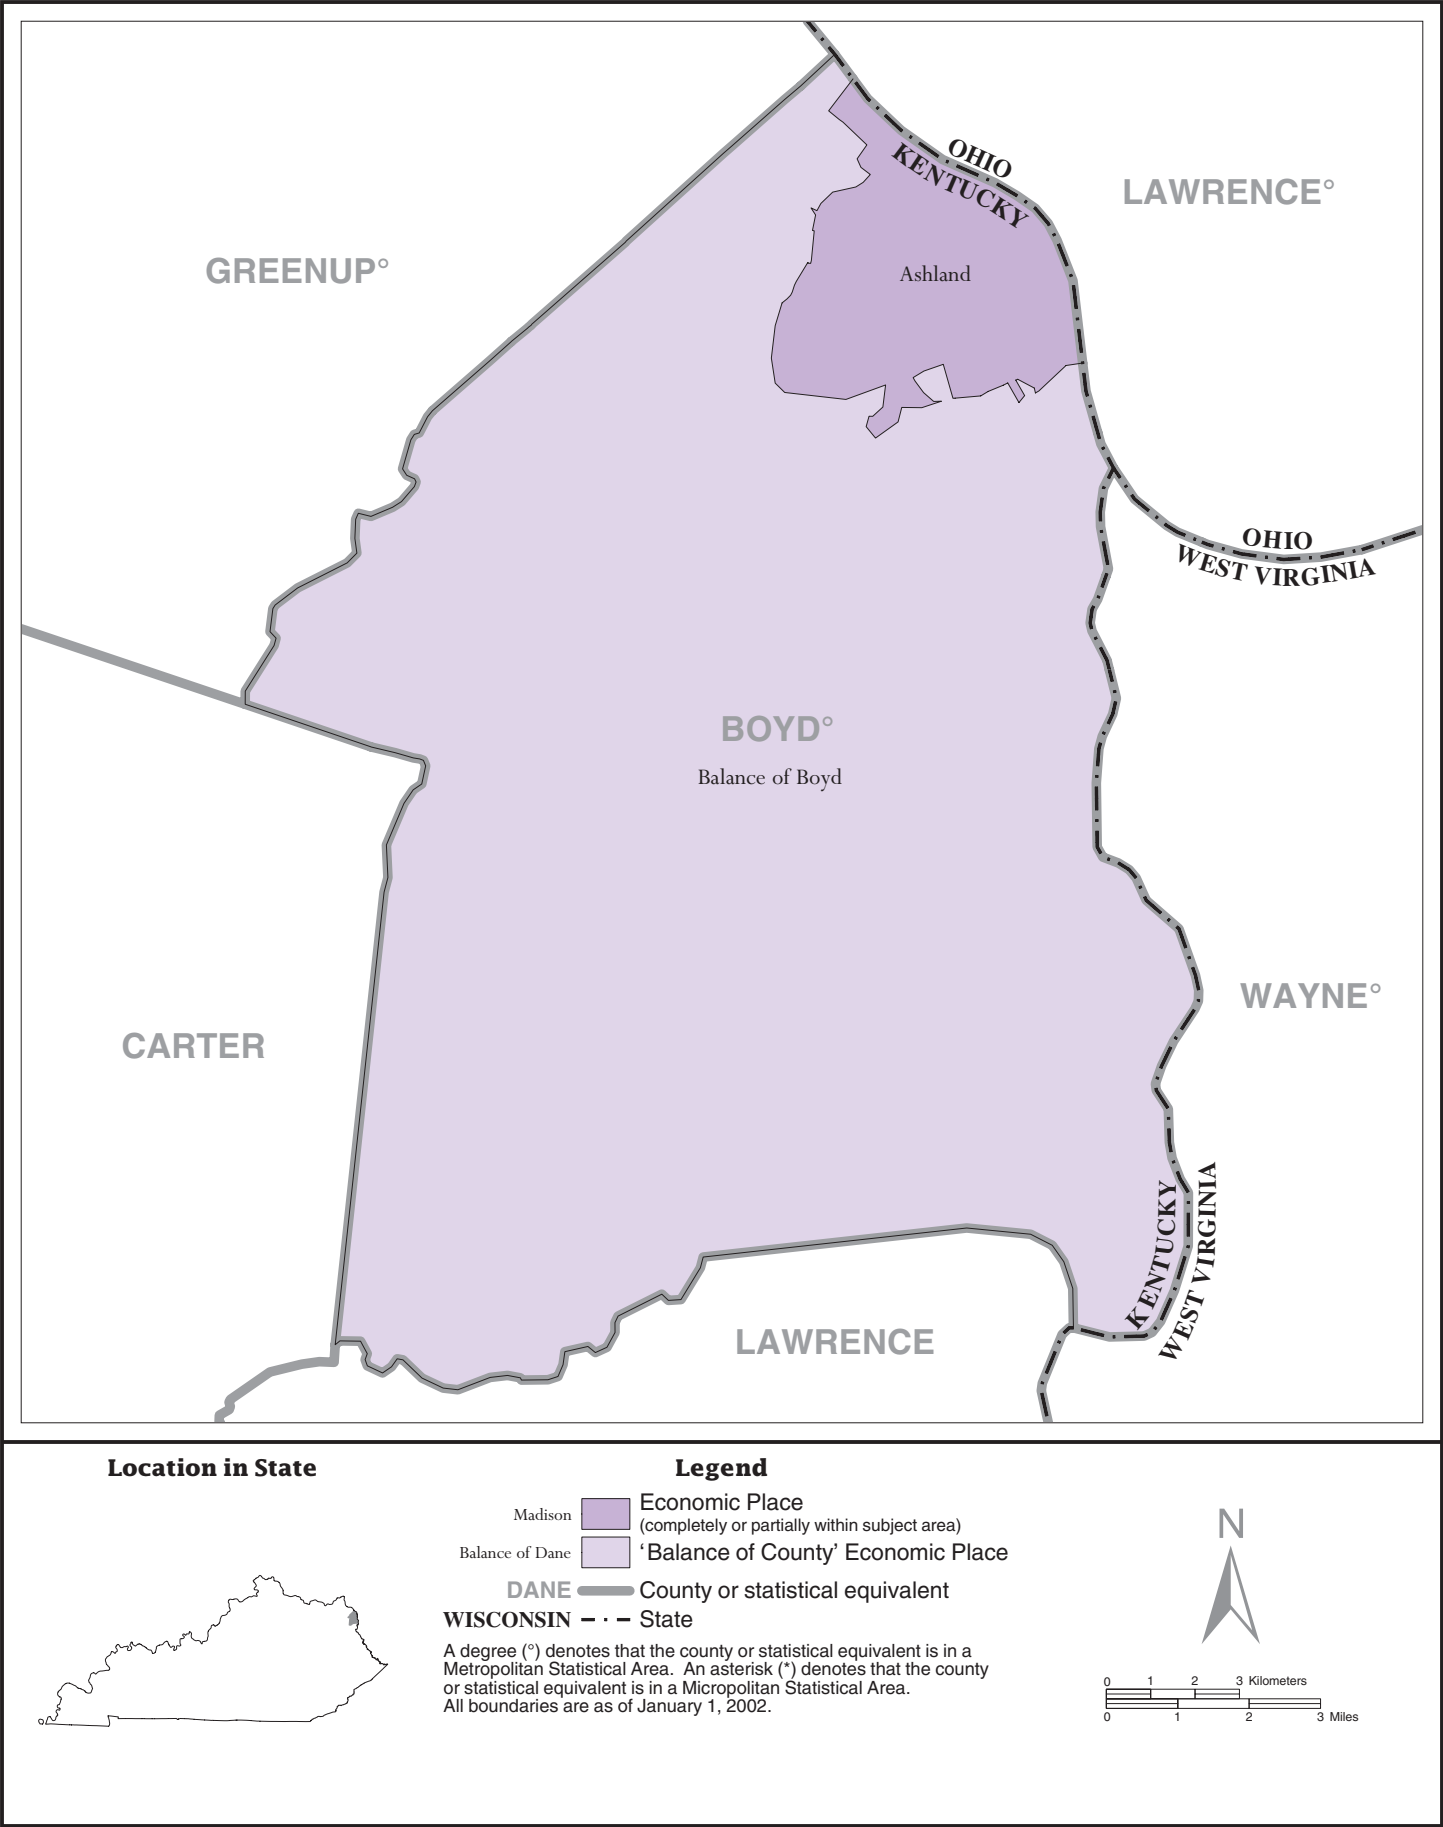 OHIO
KENTUCKY
LAWRENCE°
GREENUP°
Ashland
OHIO
WEST VIRGINIA
BOYD°
Balance of Boyd
WAYNE°
CARTER
KENTUCKY
WEST VIRGINIA
LAWRENCE
Location in State
Legend
Madison
Economic Place
(completely or partially within subject area)
Balance of Dane
‘Balance of County’ Economic Place
DANE
County or statistical equivalent
WISCONSIN
State
A degree (°) denotes that the county or statistical equivalent is in a
Metropolitan Statistical Area.  An asterisk (*) denotes that the county
or statistical equivalent is in a Micropolitan Statistical Area.
All boundaries are as of January 1, 2002.
N
0 1 2 3 Kilometers
0 1 2 3 Miles